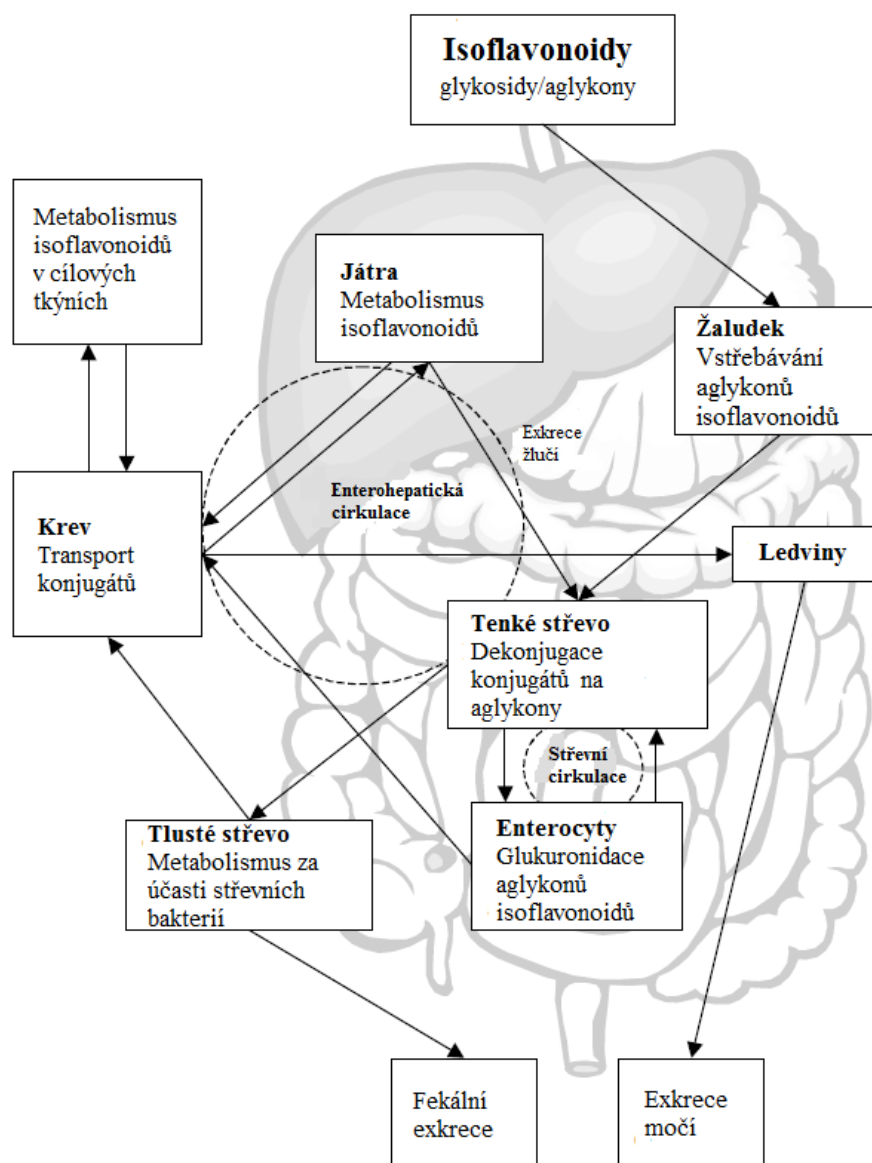 Isoflavonoidy
glykosidy/aglykony
Metabolismus
isoflavonoidů
v cílových
tkýních
Játra
Metabolismus
isoflavonoidů
Žaludek
Vstřebávání
aglykonů
isoflavonoidů
Exkrece
žlučí
Enterohepatická
cirkulace
Krev
Transport
konjugátů
Ledviny
Tenké střevo
Dekonjugace
konjugátů na
aglykony
Střevní
cirkulace
Tlusté střevo
Metabolismus za
účasti střevních
bakterií
Enterocyty
Glukuronidace
aglykonů
isoflavonoidů
Fekální
exkrece
Exkrece
močí